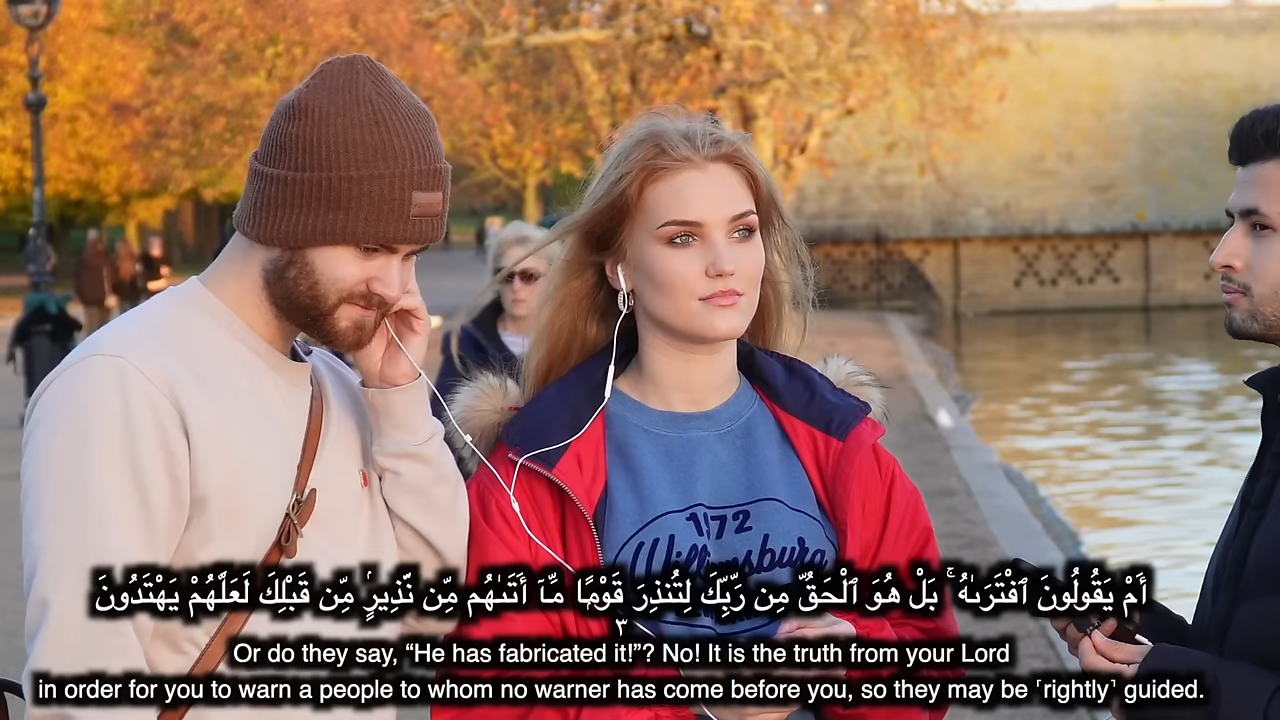 1972
Williamsburg
أَمْ يَقُولُونَ ٱفْتَرَىٰهُ ۚ بَلْ هُوَ ٱلْحَقُّ مِن رَّبِّكَ لِتُنذِرَ قَوْمًا مَّآ أَتَىٰهُم مِّن نَّذِيرٍ مِّن قَبْلِكَ لَعَلَّهُمْ يَهْتَدُونَ
٣
Or do they say, “He has fabricated it!”? No! It is the truth from your Lord
in order for you to warn a people to whom no warner has come before you, so they may be ˹rightly˺ guided.